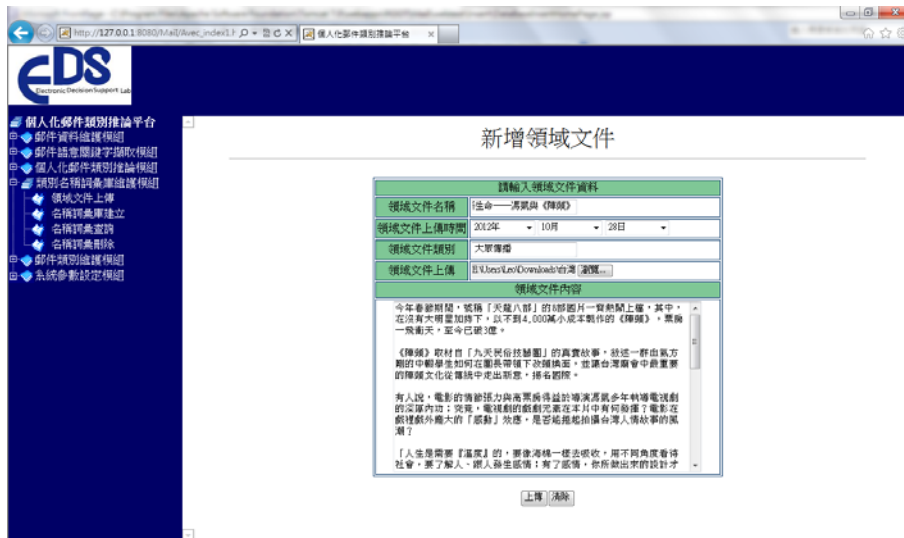 http://127.0.0.1:8080/Mail/Avec_index1.h
個人化郵件類別推論平台
EDS
Electronic Decision Support Lab
個人化郵件類別推論平台
郵件資料維護模組
郵件語意關鍵字擷取模組
個人化郵件類別推論模組
類別名稱詞彙庫維護模組
領域文件上傳
名稱詞彙庫建立
名稱詞彙查詢
名稱詞彙刪除
郵件類別維護模組
系統參數設定模組
新增領域文件
請輸入領域文件資料
領域文件名稱 生命——馮凱與《陣頭》
領域文件上傳時間 2012年 10月 28日
領域文件類別 大眾傳播
領域文件上傳 E:\Users\Leo\Downloads\台灣 瀏覽...
領域文件內容
今年春節期間，號稱「天龍八部」的8部國片一窩熱鬧上檔，其中，
在沒有大明星加持下，以不到4,000萬小成本製作的《陣頭》，票房
一飛衝天，至今已破3億。
《陣頭》取材自「九天民俗技藝團」的真實故事，敘述一群血氣方
剛的中輟學生如何在團長帶領下改頭換面，並讓台灣廟會中最重要
的陣頭文化從傳統中走出新意，揚名國際。
有人說，電影的情節張力與高票房得益於導演馮凱多年執導電視劇
的深厚內功；究竟，電視劇的戲劇元素在本片中有何發揮？電影在
戲裡戲外龐大的「感動」效應，是否能捲起拍攝台灣人情故事的風
潮？
「人生是需要『溫度』的，要像海棉一樣去吸收，用不同角度看待
社會，要了解人、跟人發生感情；有了感情，你所做出來的設計才
上傳 清除